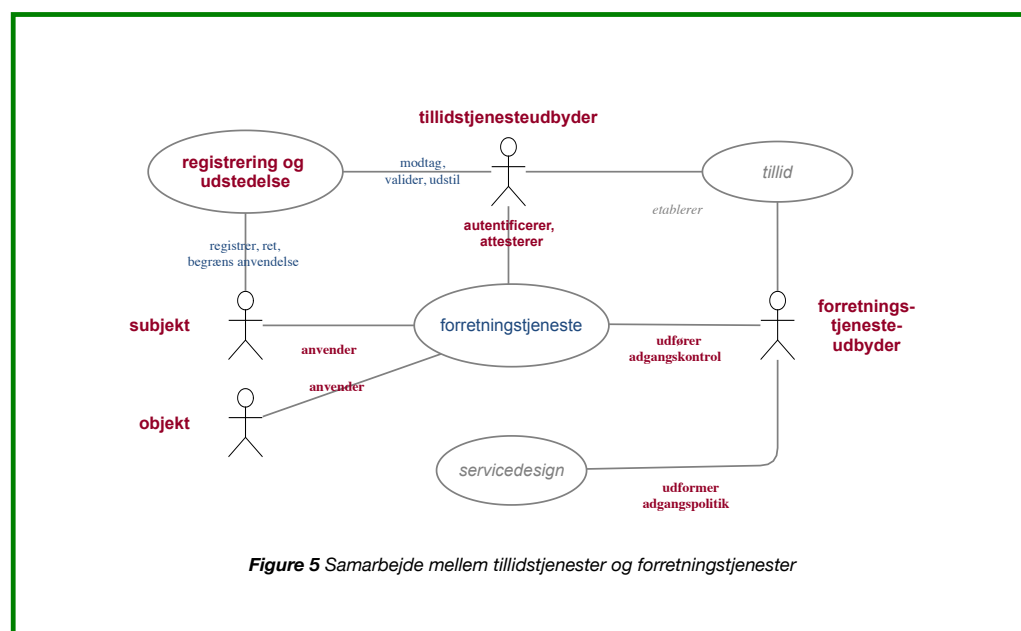 tillidstjenesteudbyder
registrering og
udstedelse
modtag,
valider, udstil
tillid
etablerer
autentificerer,
attesterer
registrer, ret,
begræns anvendelse
subjekt
anvender
forretningstjeneste
udfører
adgangskontrol
forretnings-
tjeneste-
udbyder
anvender
objekt
servicedesign
udformer
adgangspolitik
Figure 5 Samarbejde mellem tillidstjenester og forretningstjenester